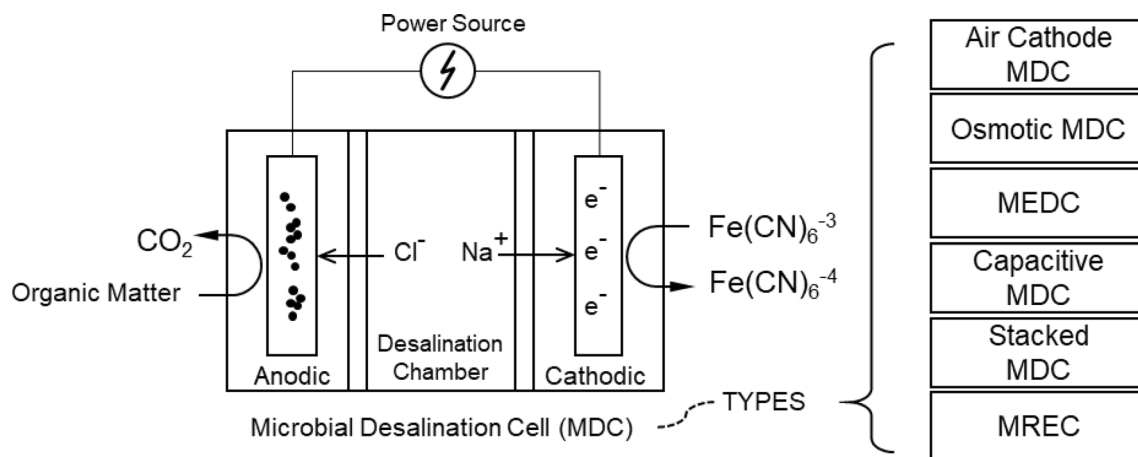 Power Source
CO₂
Organic Matter
Cl⁻
Na⁺
e⁻
e⁻
e⁻
Fe(CN)₆⁻³
Fe(CN)₆⁻⁴
Desalination
Chamber
Anodic
Cathodic
Microbial Desalination Cell (MDC)
TYPES
Air Cathode
MDC
Osmotic MDC
MEDC
Capacitive
MDC
Stacked
MDC
MREC